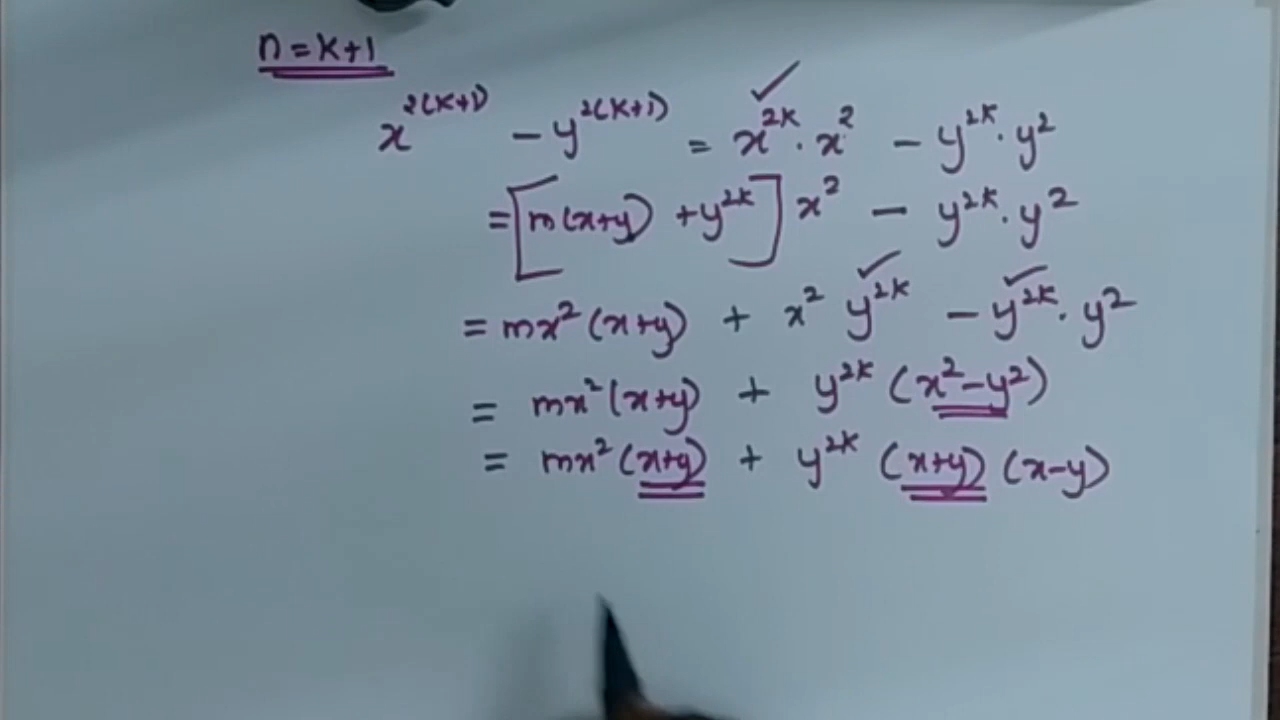 n = k+1
x^{2(k+1)} - y^{2(k+1)} = x^{2k} · x^2 - y^{2k} · y^2
= [m(x+y) + y^{2k}] x^2 - y^{2k} · y^2
= mx^2 (x+y) + x^2 y^{2k} - y^{2k} · y^2
= mx^2 (x+y) + y^{2k} (x^2 - y^2)
= mx^2 (x+y) + y^{2k} (x+y) (x-y)